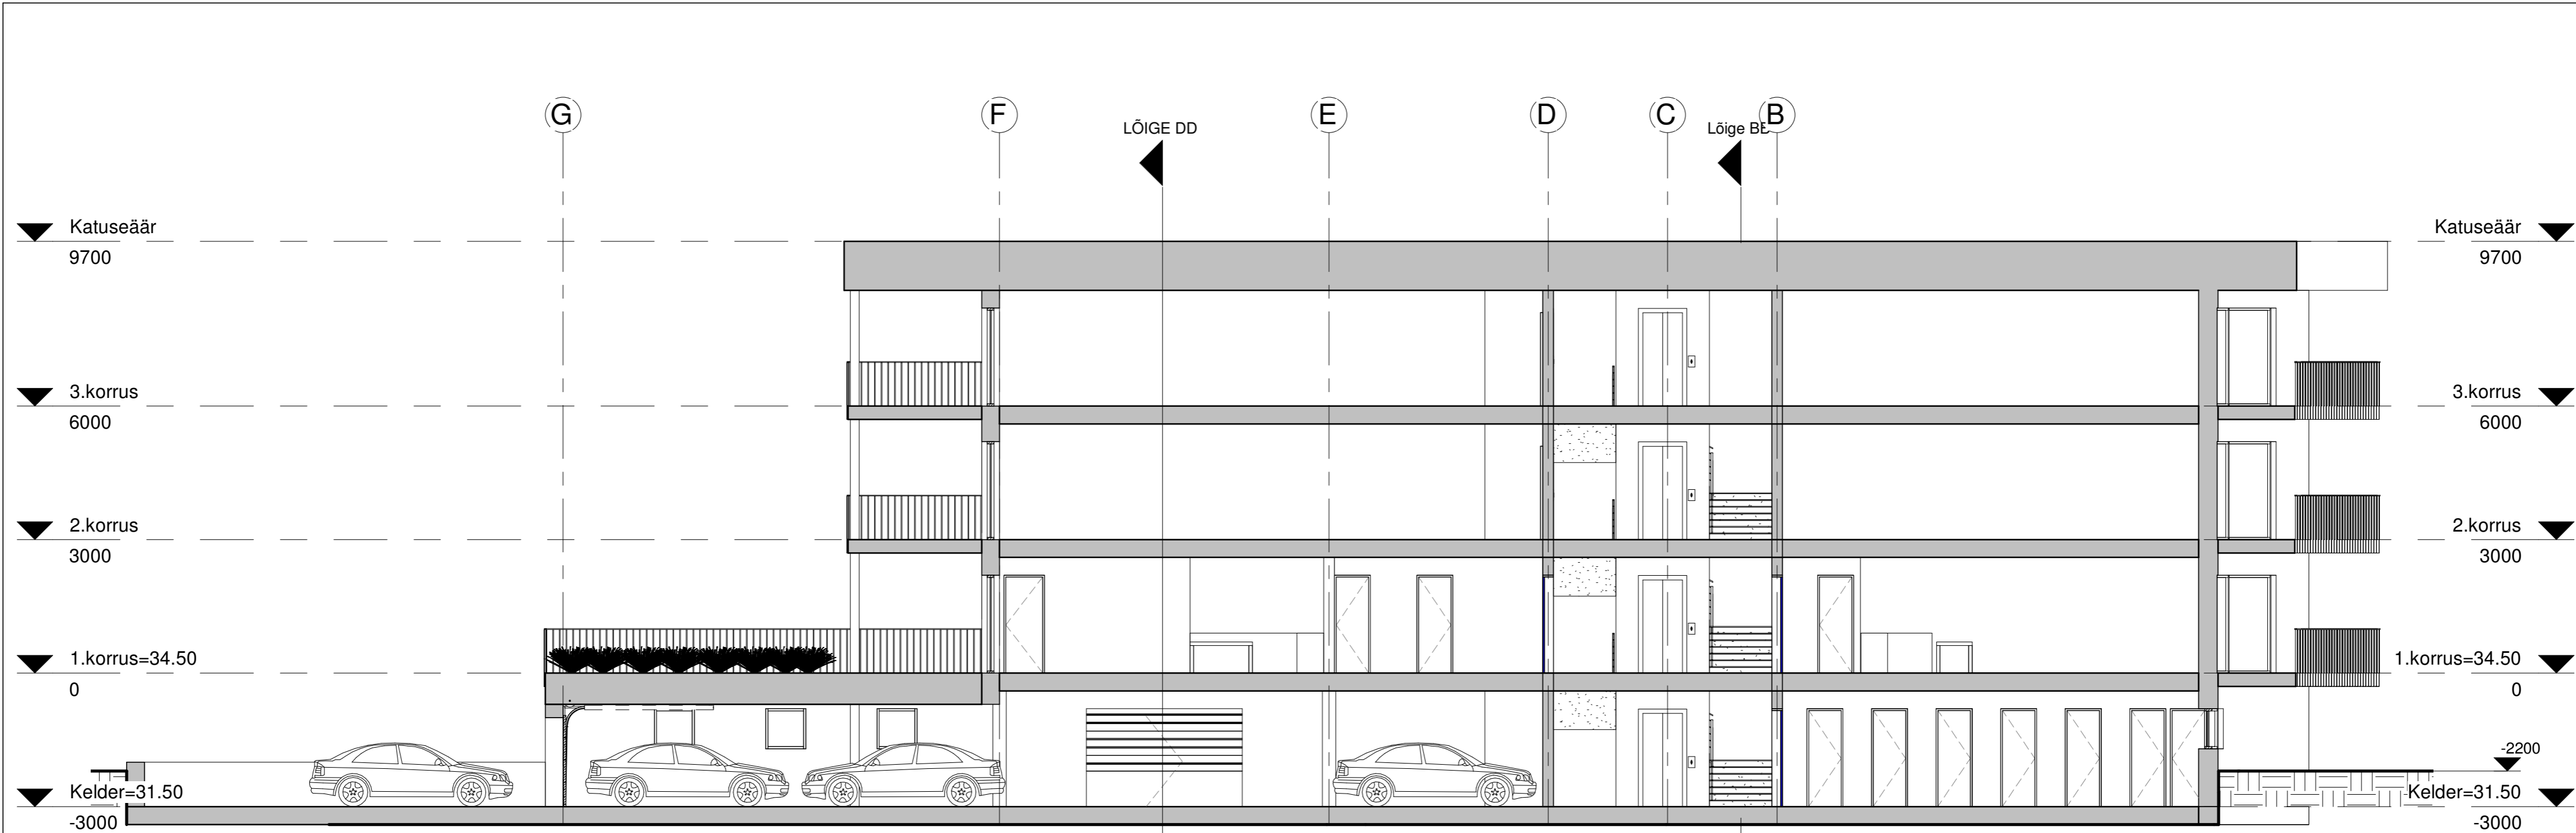 G
F
E
D
C
B
LÕIGE DD
Lõige BB
Katuseäär
9700
Katuseäär
9700
3.korrus
6000
3.korrus
6000
2.korrus
3000
2.korrus
3000
1.korrus=34.50
0
1.korrus=34.50
0
-2200
Kelder=31.50
-3000
Kelder=31.50
-3000